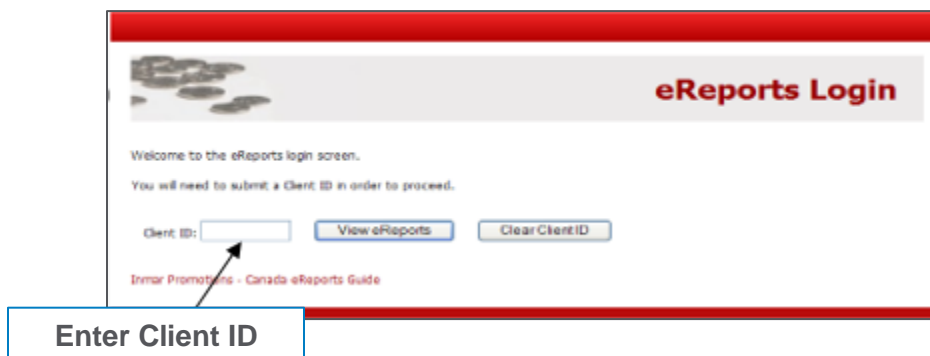 eReports Login
Welcome to the eReports login screen.
You will need to submit a Client ID in order to proceed.
Client ID: View eReports Clear Client ID
Inmar Promotions - Canada eReports Guide
Enter Client ID